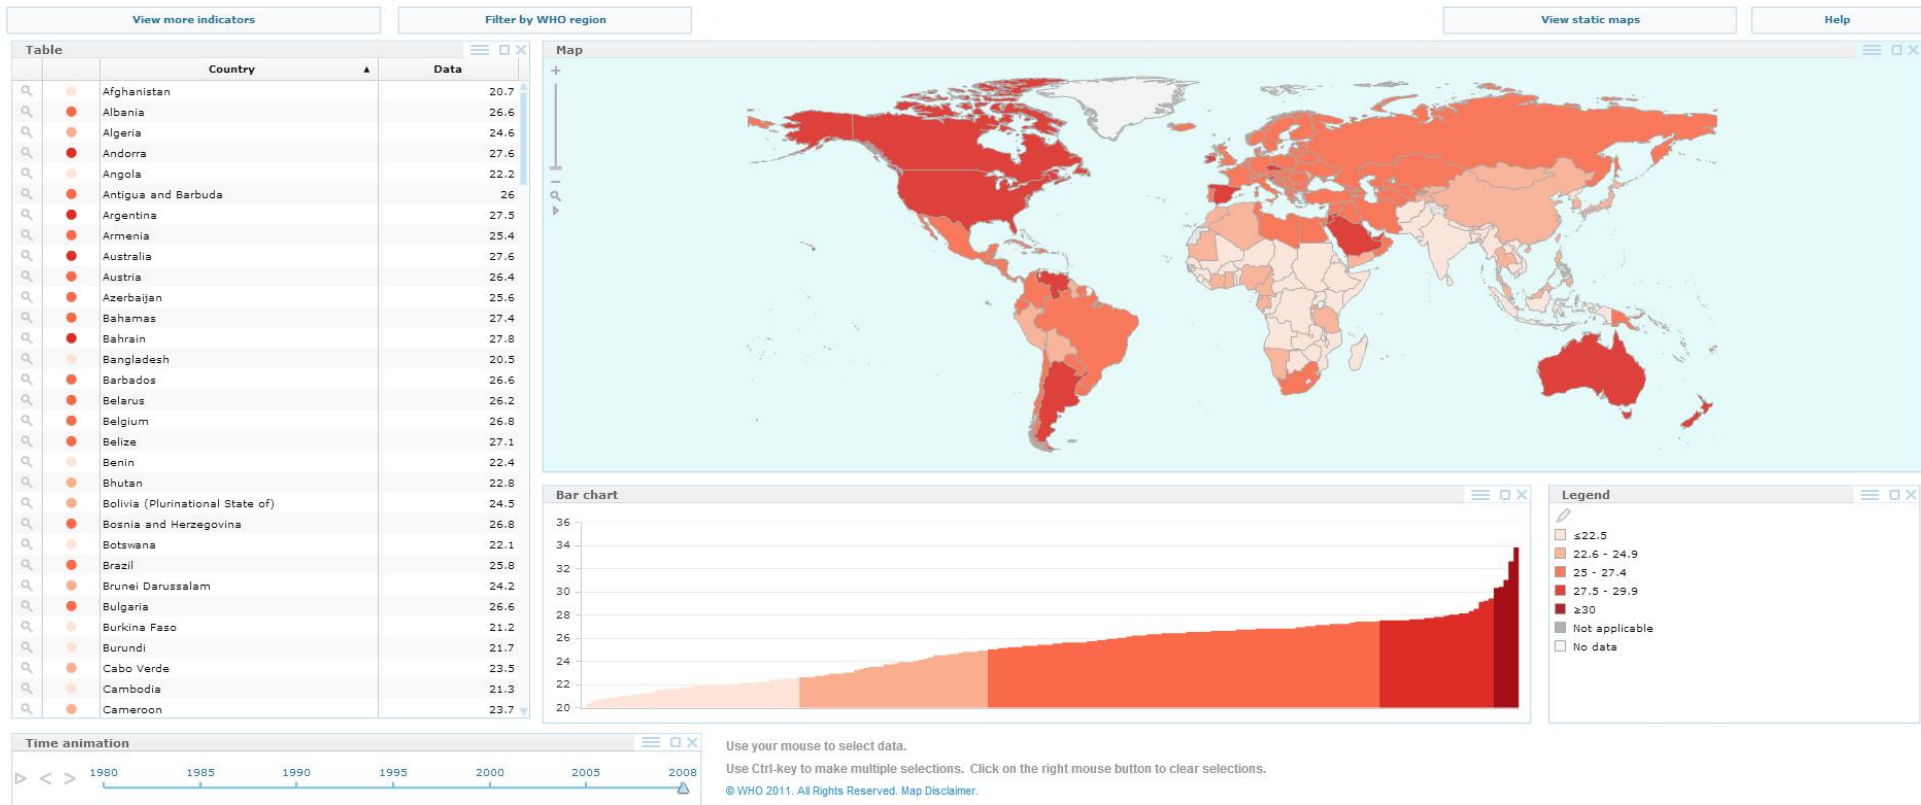 View more indicators
Filter by WHO region
View static maps
Help
Table
Country ▲ Data
Afghanistan 20.7
Albania 26.6
Algeria 24.6
Andorra 27.6
Angola 22.2
Antigua and Barbuda 26
Argentina 27.5
Armenia 25.4
Australia 27.6
Austria 26.4
Azerbaijan 25.6
Bahamas 27.4
Bahrain 27.8
Bangladesh 20.5
Barbados 26.6
Belarus 26.2
Belgium 26.8
Belize 27.1
Benin 22.4
Bhutan 22.8
Bolivia (Plurinational State of) 24.5
Bosnia and Herzegovina 26.8
Botswana 22.1
Brazil 25.8
Brunei Darussalam 24.2
Bulgaria 26.6
Burkina Faso 21.2
Burundi 21.7
Cabo Verde 23.5
Cambodia 21.3
Cameroon 23.7
Map
Bar chart
36
34
32
30
28
26
24
22
20
Legend
≤22.5
22.6 - 24.9
25 - 27.4
27.5 - 29.9
≥30
Not applicable
No data
Time animation
1980 1985 1990 1995 2000 2005 2008
Use your mouse to select data.
Use Ctrl-key to make multiple selections. Click on the right mouse button to clear selections.
© WHO 2011. All Rights Reserved. Map Disclaimer.